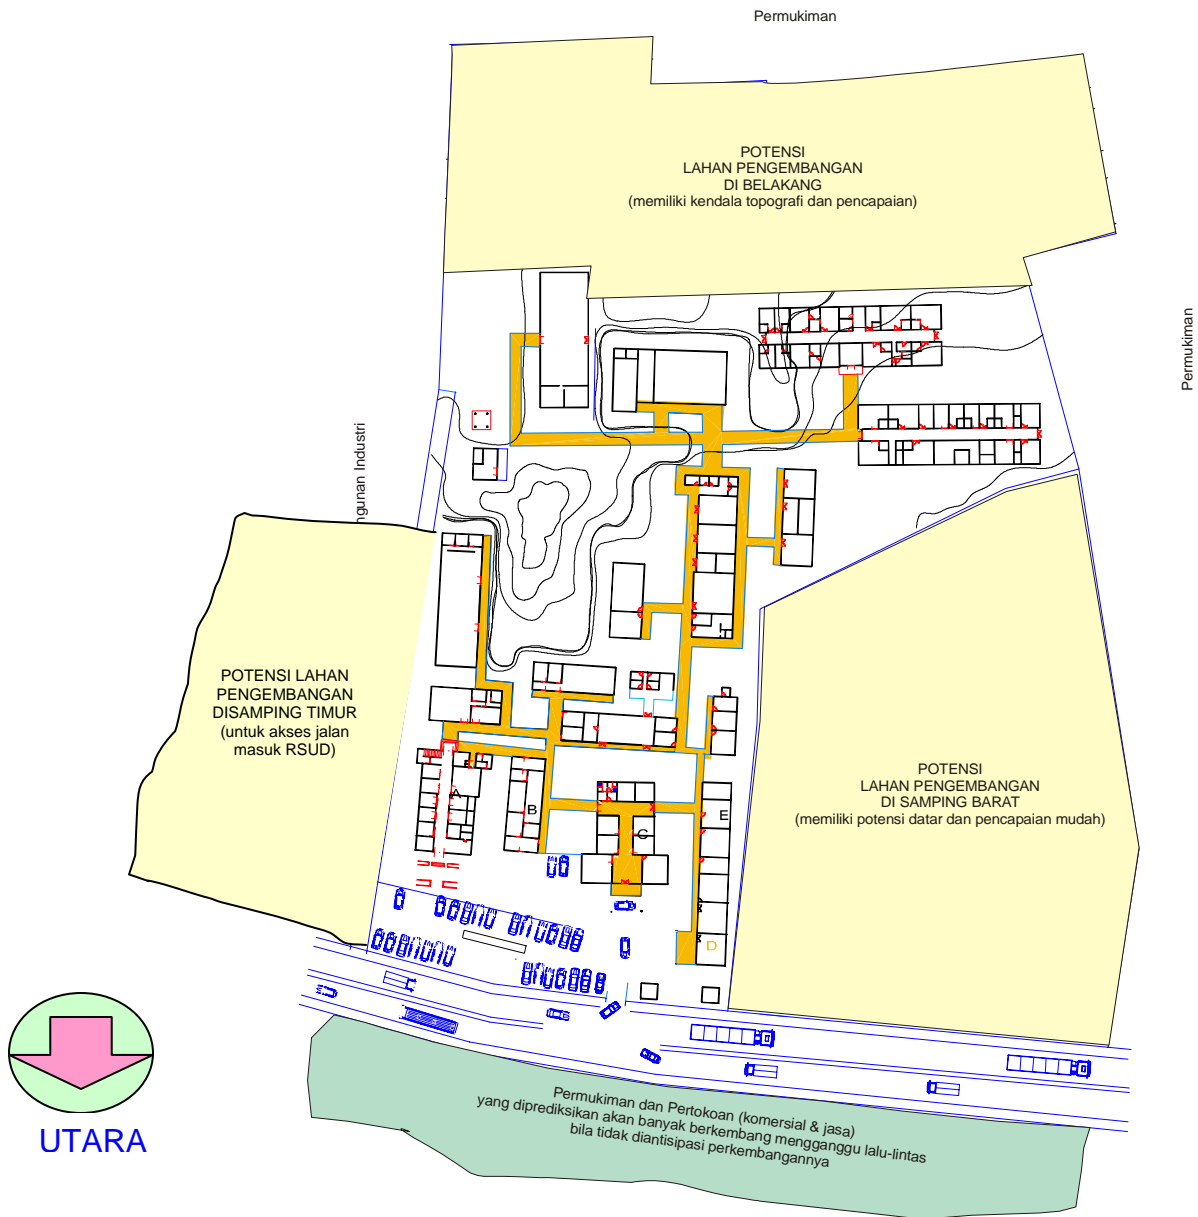 Permukiman
POTENSI
LAHAN PENGEMBANGAN
DI BELAKANG
(memiliki kendala topografi dan pencapaian)
Permukiman
ngunan Industri
POTENSI LAHAN
PENGEMBANGAN
DISAMPING TIMUR
(untuk akses jalan
masuk RSUD)
POTENSI
LAHAN PENGEMBANGAN
DI SAMPING BARAT
(memiliki potensi datar dan pencapaian mudah)
A
B
C
E
D
UTARA
Permukiman dan Pertokoan (komersial & jasa)
yang diprediksikan akan banyak berkembang mengganggu lalu-lintas
bila tidak diantisipasi perkembangannya